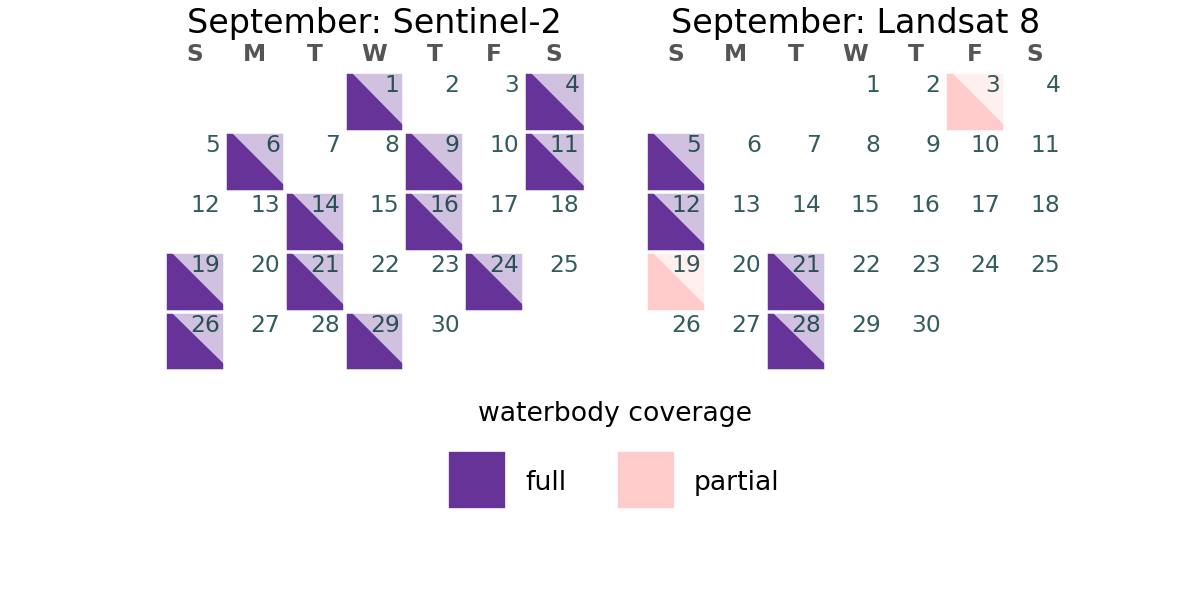 September: Sentinel-2
S M T W T F S
1 2 3 4
5 6 7 8 9 10 11
12 13 14 15 16 17 18
19 20 21 22 23 24 25
26 27 28 29 30
September: Landsat 8
S M T W T F S
1 2 3 4
5 6 7 8 9 10 11
12 13 14 15 16 17 18
19 20 21 22 23 24 25
26 27 28 29 30
waterbody coverage
full partial